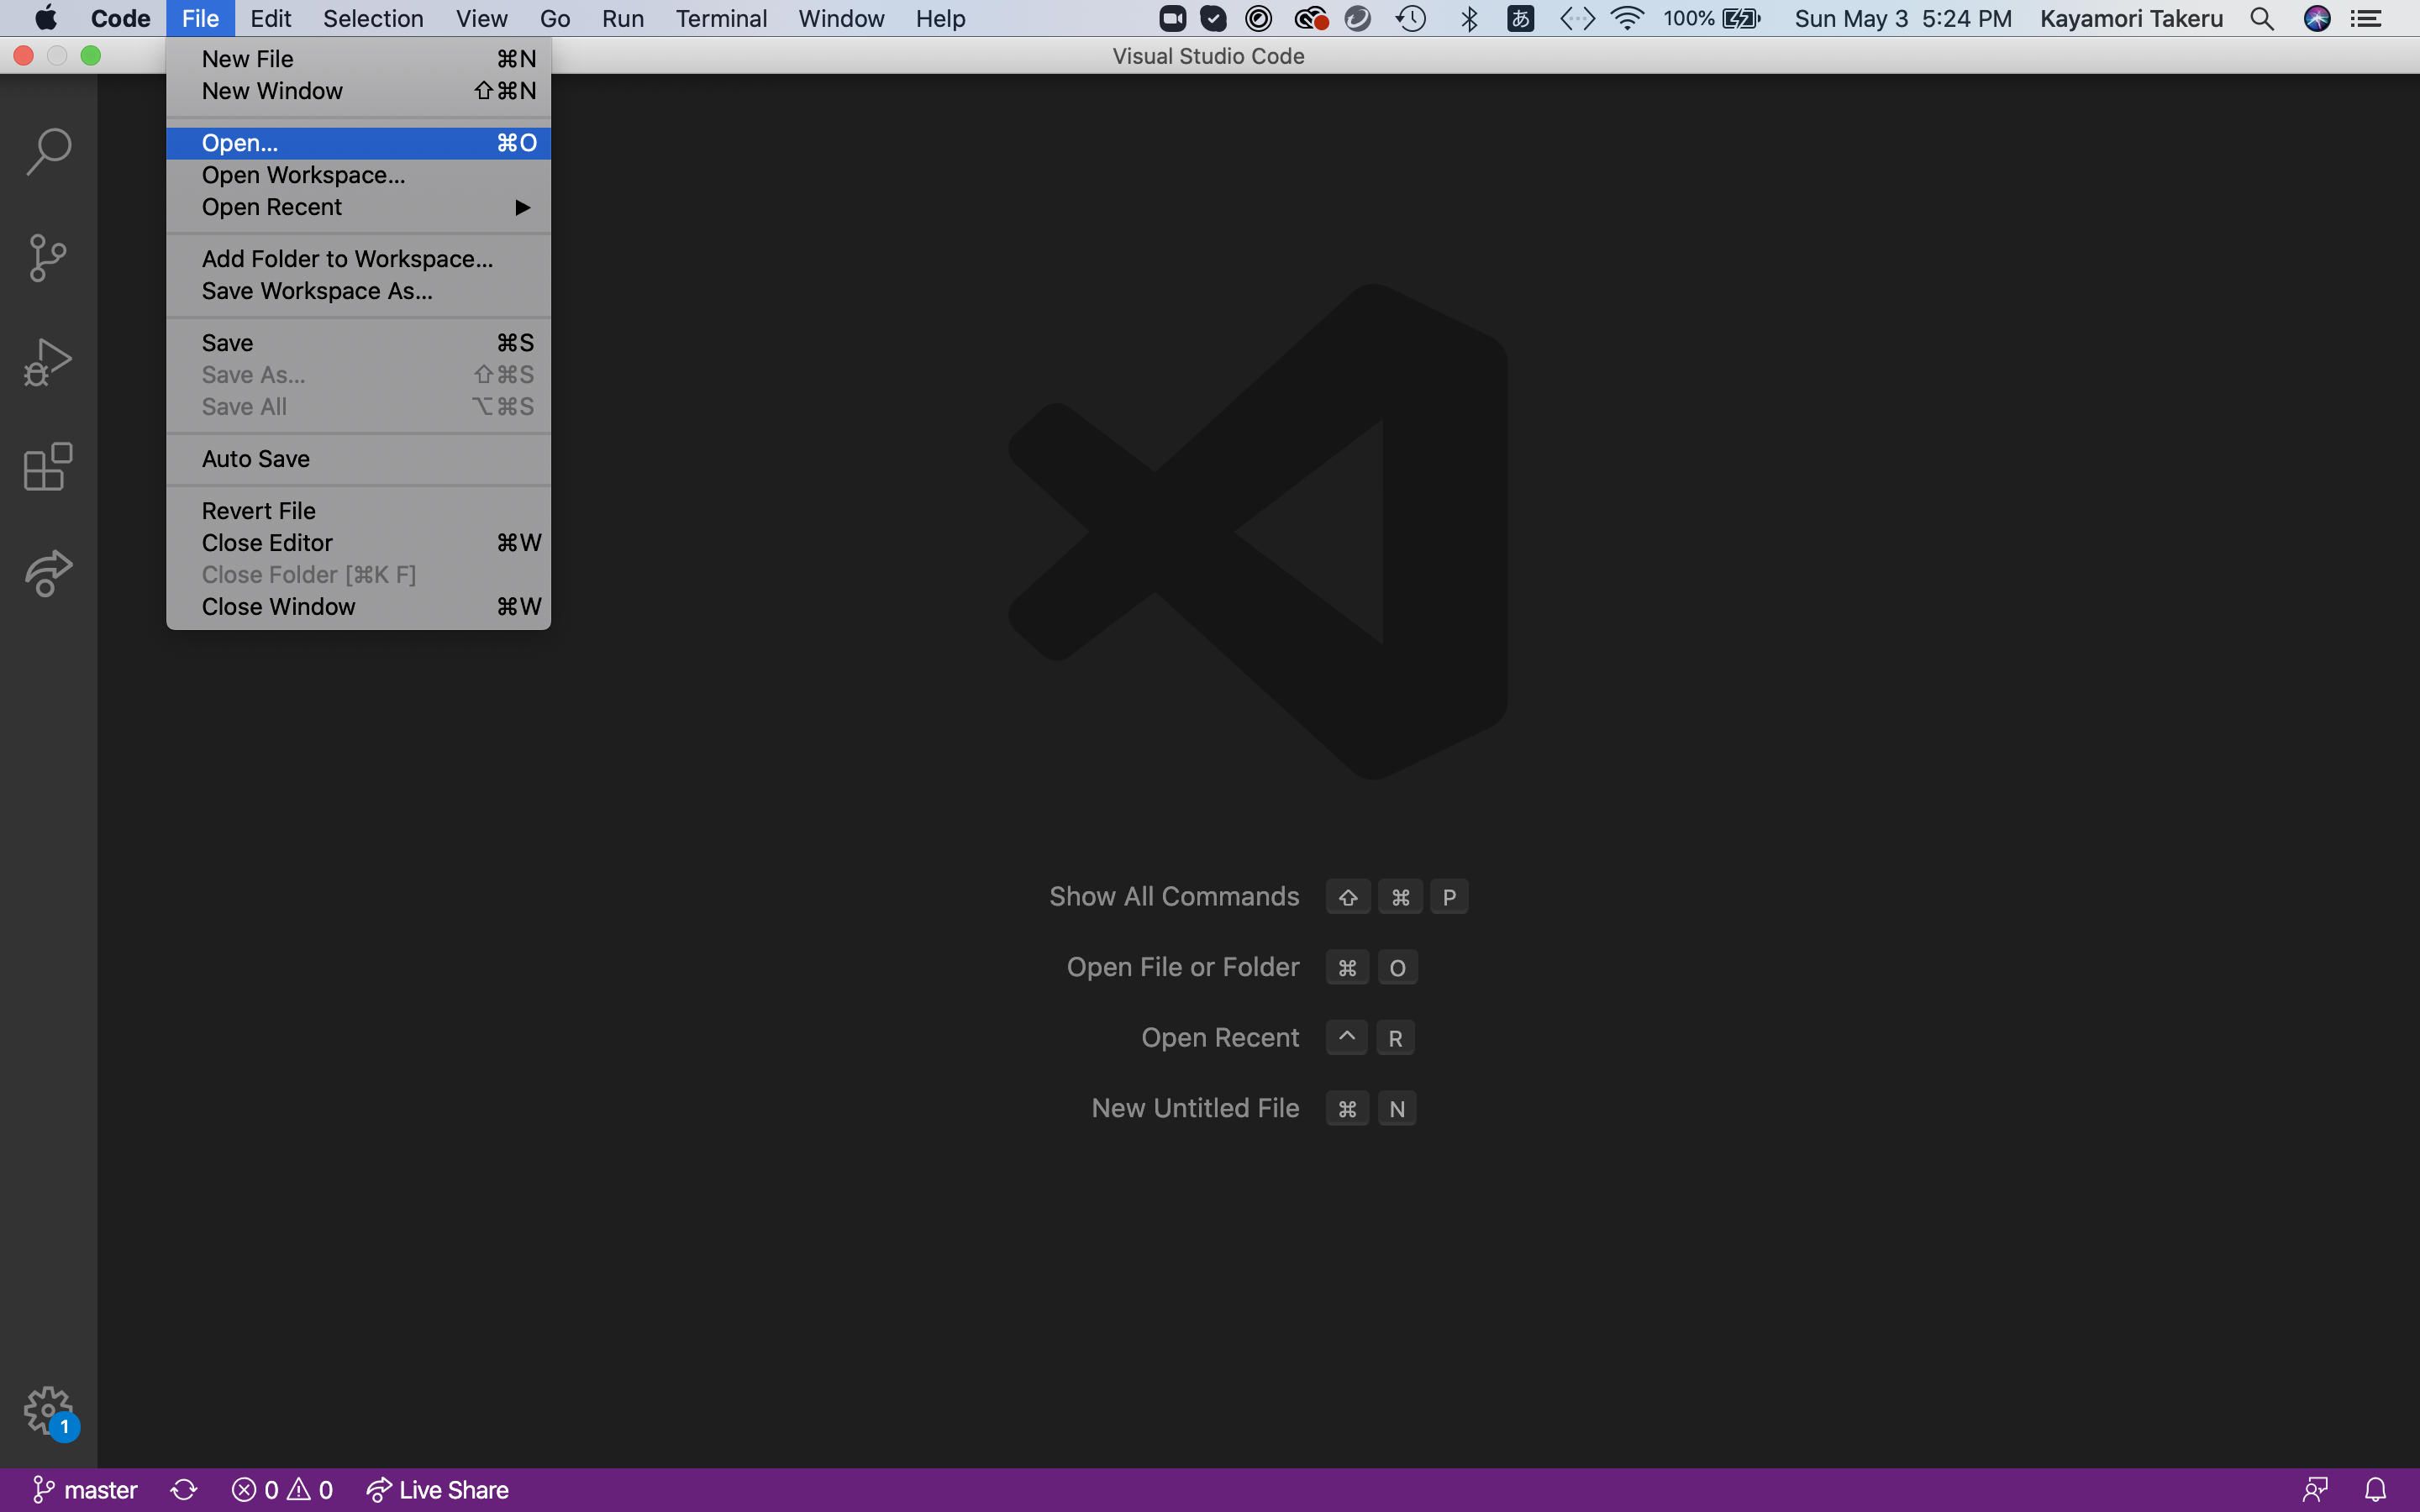 Code File Edit Selection View Go Run Terminal Window Help あ 100% Sun May 3 5:24 PM Kayamori Takeru
Visual Studio Code
New File ⌘N
New Window ⇧⌘N
Open... ⌘O
Open Workspace...
Open Recent ▶
Add Folder to Workspace...
Save Workspace As...
Save ⌘S
Save As... ⇧⌘S
Save All ⌥⌘S
Auto Save
Revert File
Close Editor ⌘W
Close Folder [⌘K F]
Close Window ⌘W
Show All Commands ⇧ ⌘ P
Open File or Folder ⌘ O
Open Recent ^ R
New Untitled File ⌘ N
1
master 0 0 Live Share